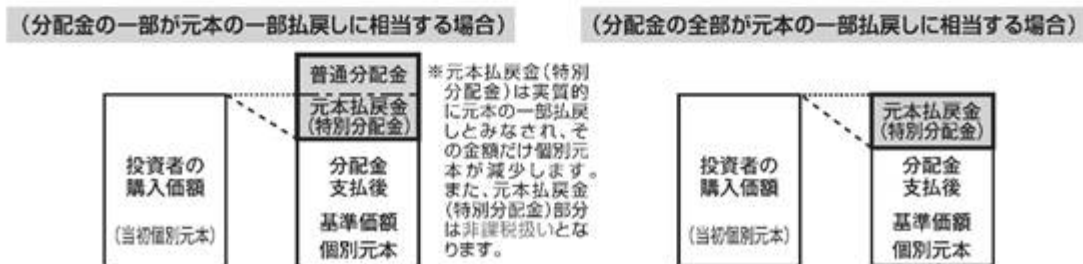 (分配金の一部が元本の一部払戻しに相当する場合)
普通分配金
元本払戻金
(特別分配金)
投資者の
購入価額
(当初個別元本)
分配金
支払後
基準価額
個別元本
※元本払戻金(特別
分配金)は実質的
に元本の一部払戻
しとみなされ、そ
の金額だけ個別元
本が減少します。
また、元本払戻金
(特別分配金)部分
は非課税扱いとな
ります。
(分配金の全部が元本の一部払戻しに相当する場合)
元本払戻金
(特別分配金)
投資者の
購入価額
(当初個別元本)
分配金
支払後
基準価額
個別元本